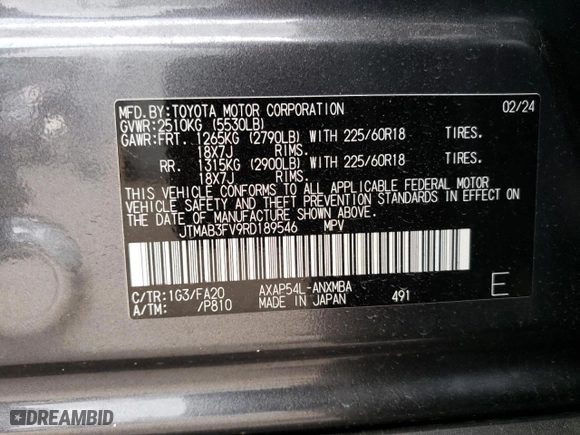 MFD.BY:TOYOTA MOTOR CORPORATION 02/24
GVWR:2510KG (5530LB)
GAWR:FRT. 1265KG (2790LB) WITH 225/60R18 TIRES.
18X7J RIMS.
RR. 1315KG (2900LB) WITH 225/60R18 TIRES.
18X7J RIMS.
THIS VEHICLE CONFORMS TO ALL APPLICABLE FEDERAL MOTOR
VEHICLE SAFETY AND THEFT PREVENTION STANDARDS IN EFFECT ON
THE DATE OF MANUFACTURE SHOWN ABOVE.
JTMAB3FV9RD189546 MPV
C/TR:1G3/FA20 AXAP54L-ANXMBA
A/TM: /P810 MADE IN JAPAN 491 E
DREAMBID